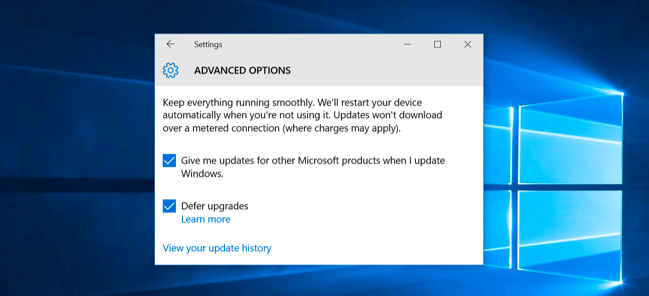 Settings
ADVANCED OPTIONS
Keep everything running smoothly. We'll restart your device
automatically when you're not using it. Updates won't download
over a metered connection (where charges may apply).
Give me updates for other Microsoft products when I update
Windows.
Defer upgrades
Learn more
View your update history